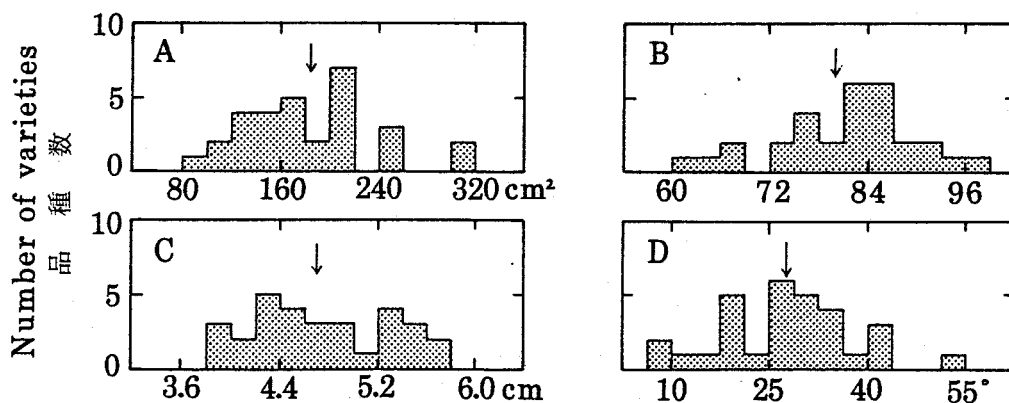 Number of varieties
品種数
A
10
5
0
80 160 240 320 cm²
B
60 72 84 96
C
10
5
0
3.6 4.4 5.2 6.0 cm
D
10 25 40 55°